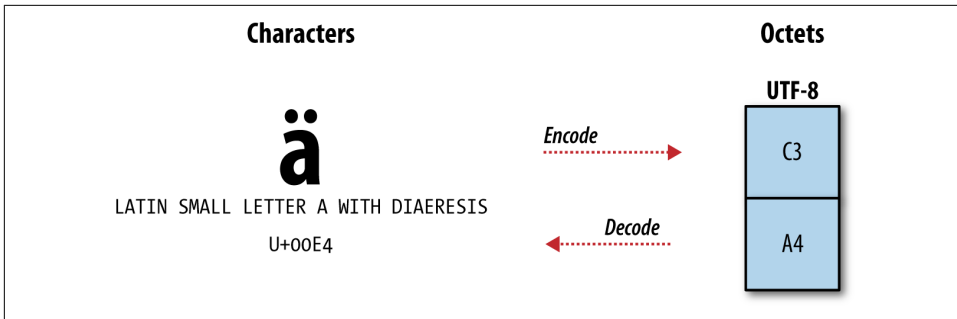 Characters
Octets
UTF-8
ä
Encode
C3
LATIN SMALL LETTER A WITH DIAERESIS
U+00E4
Decode
A4